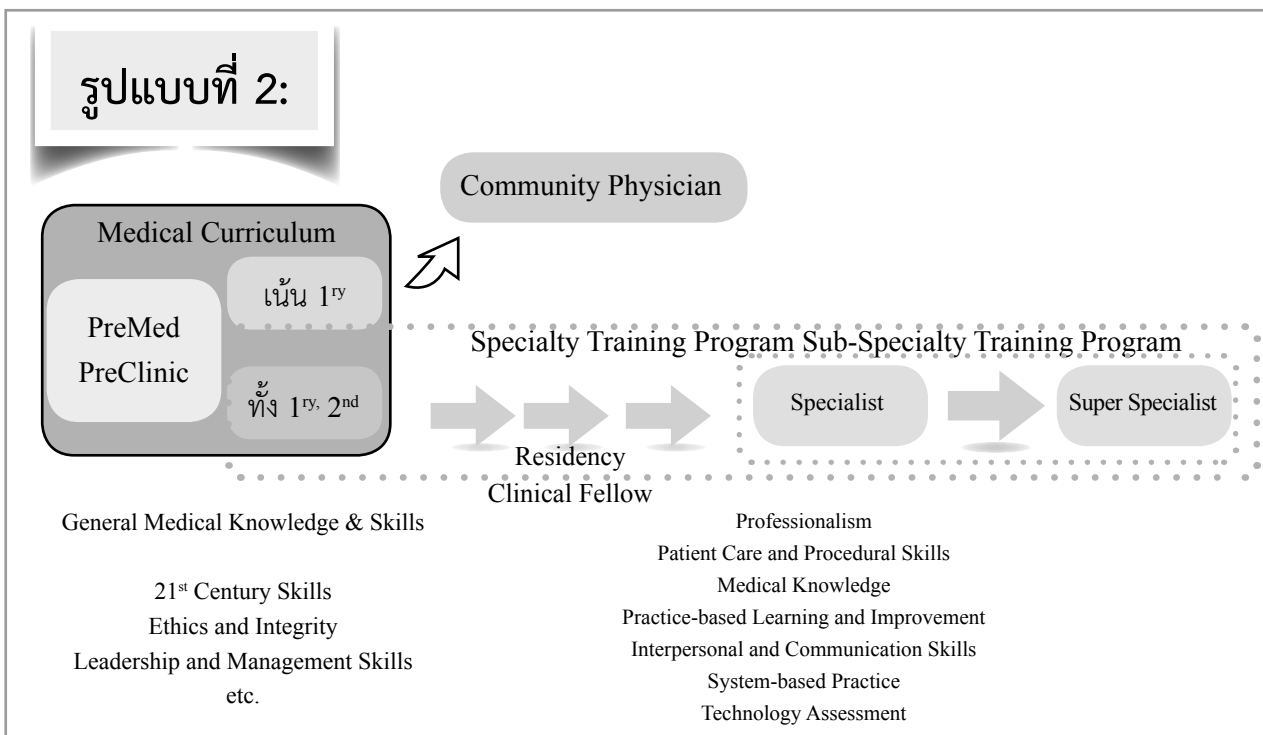 รูปแบบที่ 2:
Community Physician
Medical Curriculum
เน้น 1ry
PreMed
PreClinic
ทั้ง 1ry, 2nd
Specialty Training Program Sub-Specialty Training Program
Specialist
Super Specialist
Residency
Clinical Fellow
General Medical Knowledge & Skills
21st Century Skills
Ethics and Integrity
Leadership and Management Skills
etc.
Professionalism
Patient Care and Procedural Skills
Medical Knowledge
Practice-based Learning and Improvement
Interpersonal and Communication Skills
System-based Practice
Technology Assessment